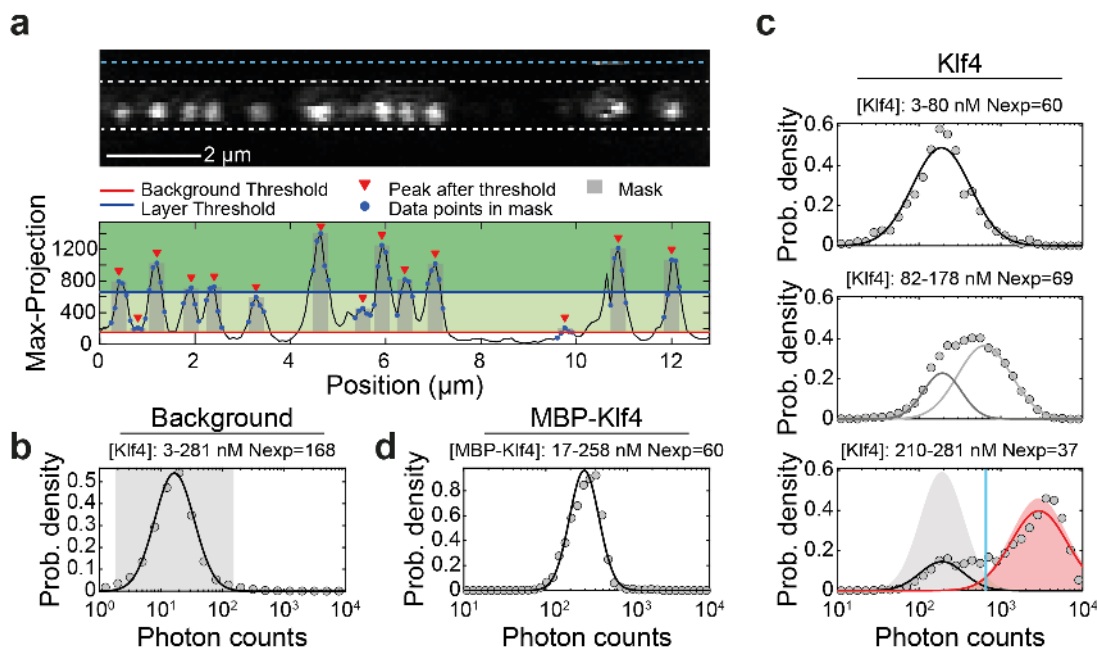 a
2 μm
Background Threshold
Peak after threshold
Mask
Layer Threshold
Data points in mask
Max-Projection
1200
800
400
0
0 2 4 6 8 10 12
Position (μm)
b
Background
[Klf4]: 3-281 nM Nexp=168
Prob. density
0.5
0.4
0.3
0.2
0.1
0
10⁰ 10¹ 10² 10³ 10⁴
Photon counts
d
MBP-Klf4
[MBP-Klf4]: 17-258 nM Nexp=60
Prob. density
0.8
0.6
0.4
0.2
0
10¹ 10² 10³ 10⁴
Photon counts
c
Klf4
[Klf4]: 3-80 nM Nexp=60
Prob. density
0.6
0.4
0.2
0
[Klf4]: 82-178 nM Nexp=69
Prob. density
0.6
0.4
0.2
0
[Klf4]: 210-281 nM Nexp=37
Prob. density
0.6
0.4
0.2
0
10¹ 10² 10³ 10⁴
Photon counts